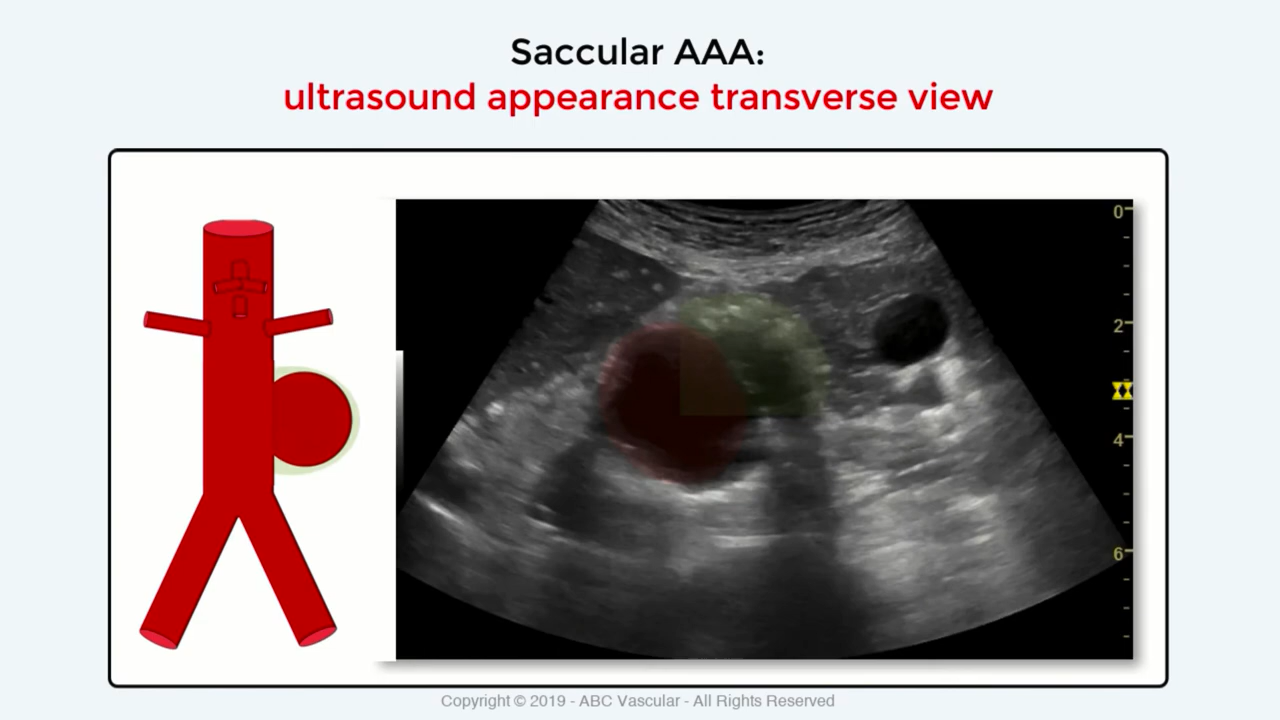 Saccular AAA:
ultrasound appearance transverse view
0
2
4
6
Copyright © 2019 - ABC Vascular - All Rights Reserved